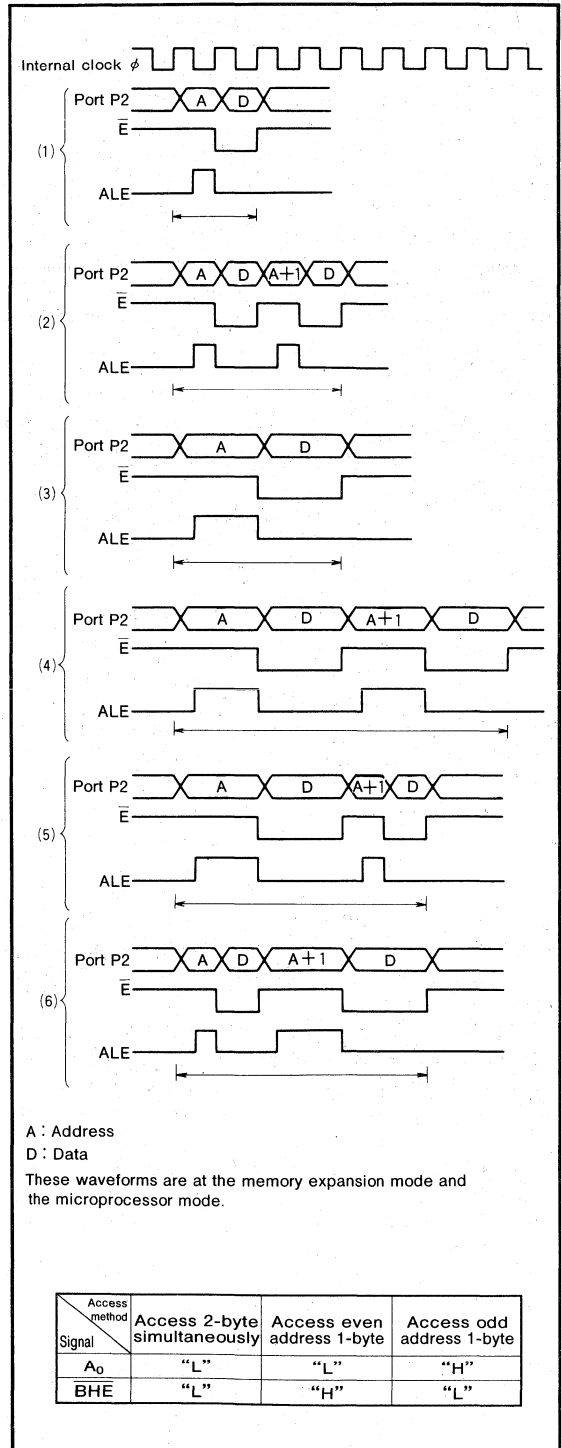 Internal clock ϕ
Port P2 A D
E̅
(1)
ALE
Port P2 A D A+1 D
E̅
(2)
ALE
Port P2 A D
E̅
(3)
ALE
Port P2 A D A+1 D
E̅
(4)
ALE
Port P2 A D A+1 D
E̅
(5)
ALE
Port P2 A D A+1 D
E̅
(6)
ALE
A : Address
D : Data
These waveforms are at the memory expansion mode and
the microprocessor mode.
Access method Signal Access 2-byte simultaneously Access even address 1-byte Access odd address 1-byte
A₀ “L” “L” “H”
B̅H̅E̅ “L” “H” “L”